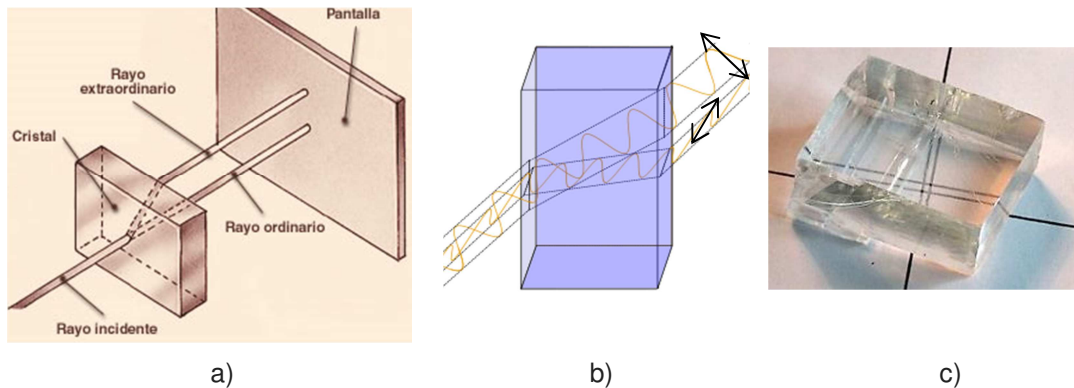 Pantalla
Rayo
extraordinario
Cristal
Rayo ordinario
Rayo incidente
a)
b)
c)